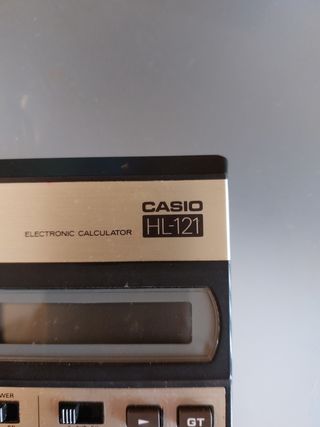 CASIO
ELECTRONIC CALCULATOR HL-121
GT